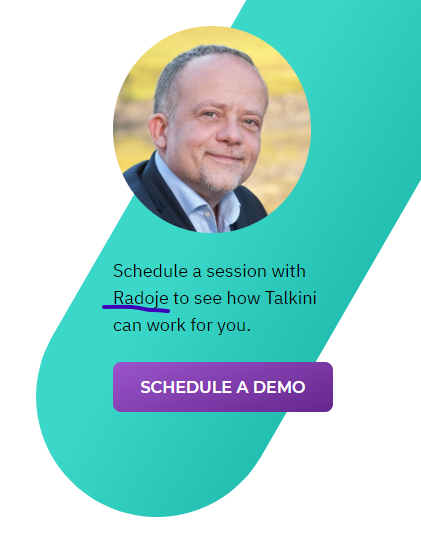 Schedule a session with
Radoje to see how Talkini
can work for you.
SCHEDULE A DEMO